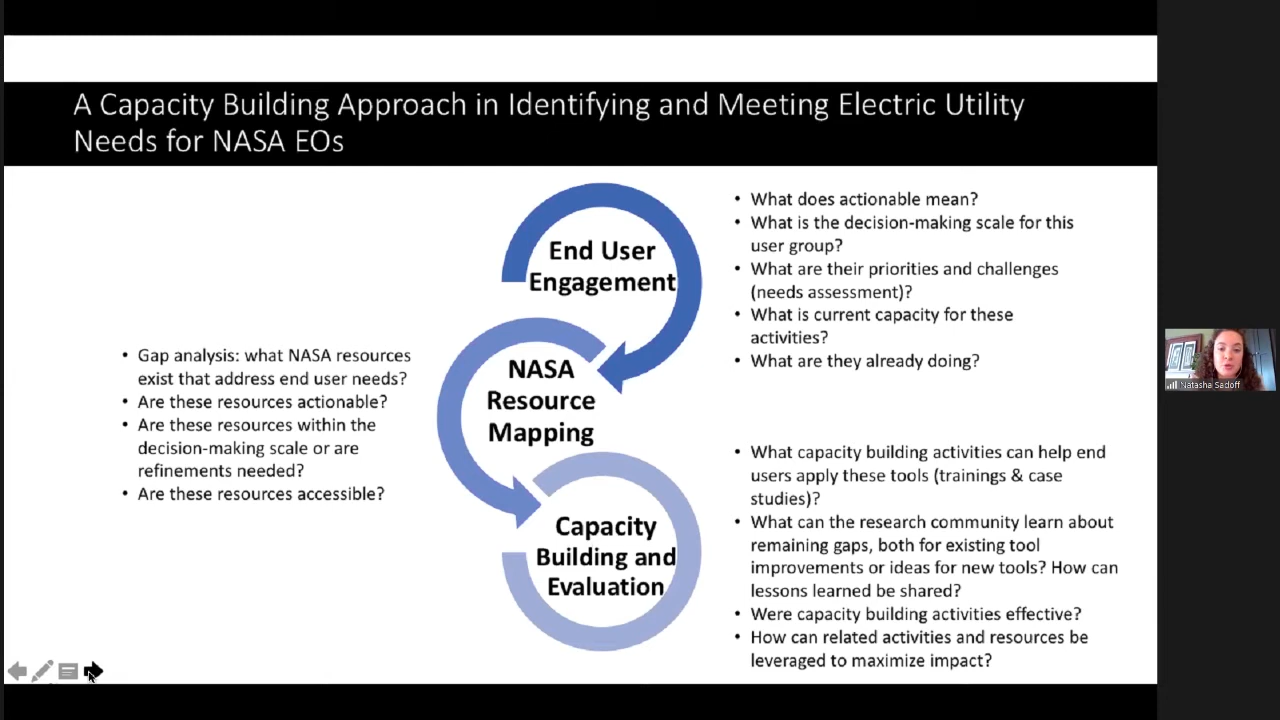 A Capacity Building Approach in Identifying and Meeting Electric Utility
Needs for NASA EOs
End User
Engagement
• What does actionable mean?
• What is the decision-making scale for this
user group?
• What are their priorities and challenges
(needs assessment)?
• What is current capacity for these
activities?
• What are they already doing?
NASA
Resource
Mapping
• Gap analysis: what NASA resources
exist that address end user needs?
• Are these resources actionable?
• Are these resources within the
decision-making scale or are
refinements needed?
• Are these resources accessible?
Capacity
Building and
Evaluation
• What capacity building activities can help end
users apply these tools (trainings & case
studies)?
• What can the research community learn about
remaining gaps, both for existing tool
improvements or ideas for new tools? How can
lessons learned be shared?
• Were capacity building activities effective?
• How can related activities and resources be
leveraged to maximize impact?
Natasha Sadoff